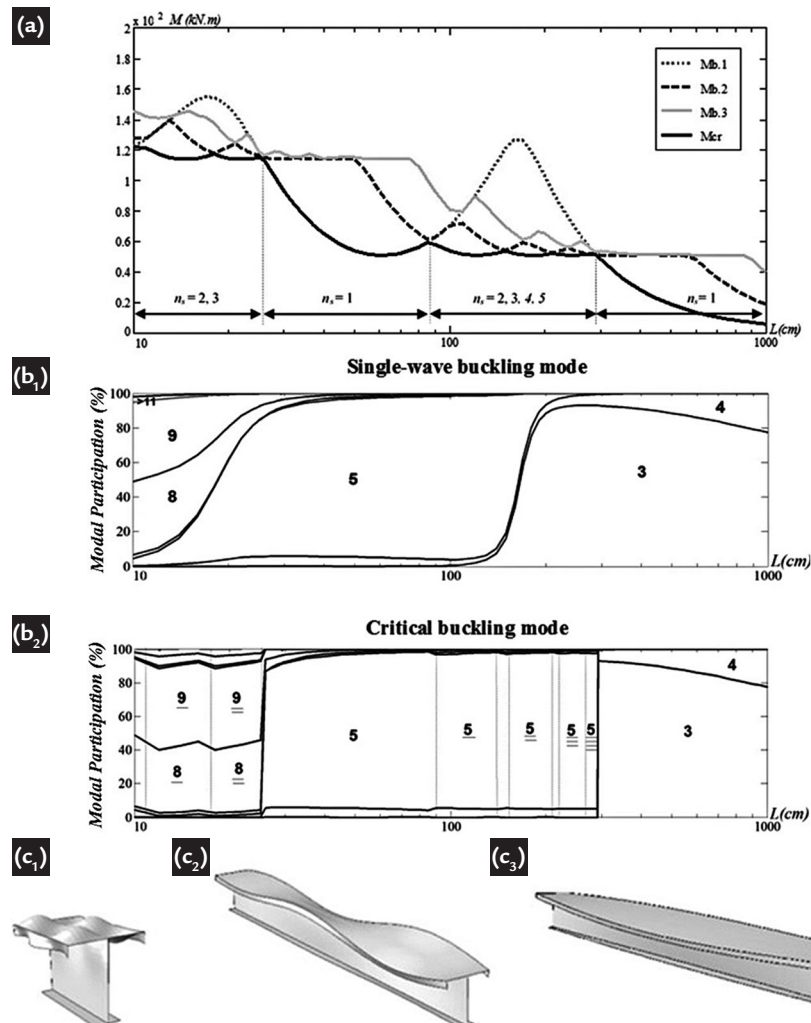 (a)
x 10 2 M (kN.m)
2
1.8
1.6
1.4
1.2
1
0.8
0.6
0.4
0.2
0
Mb.1
Mb.2
Mb.3
Mcr
ns = 2, 3
ns = 1
ns = 2, 3, 4, 5
ns = 1
10
100
1000
L(cm)
(b1)
Single-wave buckling mode
Modal Participation (%)
100
80
60
40
20
0
>11
9
8
5
3
4
10
100
1000
L(cm)
(b2)
Critical buckling mode
Modal Participation (%)
100
80
60
40
20
0
9
9
8
8
5
5
5
5
5
4
3
10
100
1000
L(cm)
(c1)
(c2)
(c3)